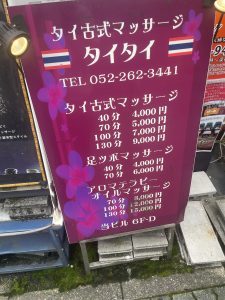 タイ古式マッサージ
タイタイ
TEL 052-262-3441
タイ古式マッサージ
40分 4,000円
70分 5,000円
100分 7,000円
130分 9,000円
足ツボマッサージ
40分 4,000円
70分 6,000円
アロマテラピー
オイルマッサージ
70分 8,000円
100分 12,000円
130分 15,000円
当ビル 6F-D